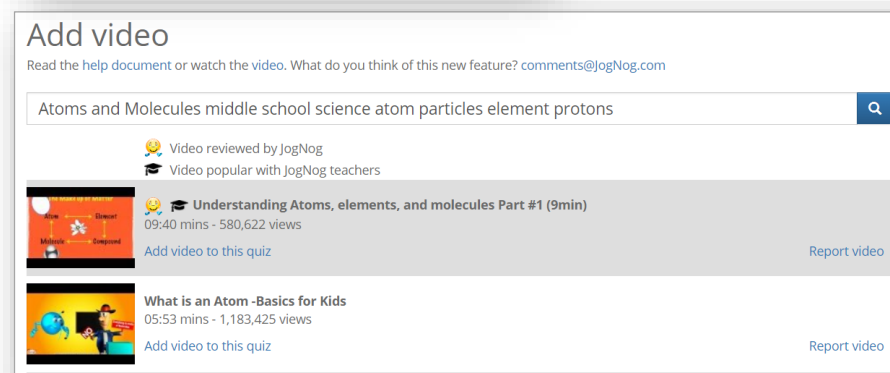 Add video
Read the help document or watch the video. What do you think of this new feature? comments@JogNog.com
Atoms and Molecules middle school science atom particles element protons
Video reviewed by JogNog
Video popular with JogNog teachers
Atom Element
Molecule Compound
Understanding Atoms, elements, and molecules Part #1 (9min)
09:40 mins - 580,622 views
Add video to this quiz Report video
What is an Atom -Basics for Kids
05:53 mins - 1,183,425 views
Add video to this quiz Report video